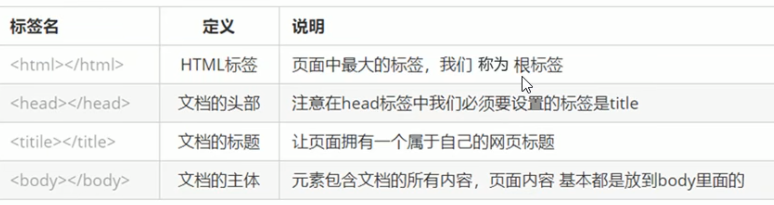 标签名 定义 说明
<html></html> HTML标签 页面中最大的标签，我们 称为 根标签
<head></head> 文档的头部 注意在head标签中我们必须要设置的标签是title
<titile></title> 文档的标题 让页面拥有一个属于自己的网页标题
<body></body> 文档的主体 元素包含文档的所有内容，页面内容 基本都是放到body里面的